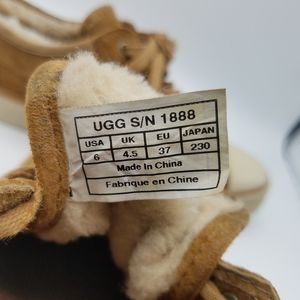 UGG S/N 1888
USA UK EU JAPAN
6 4.5 37 230
Made In China
Fabrique en Chine